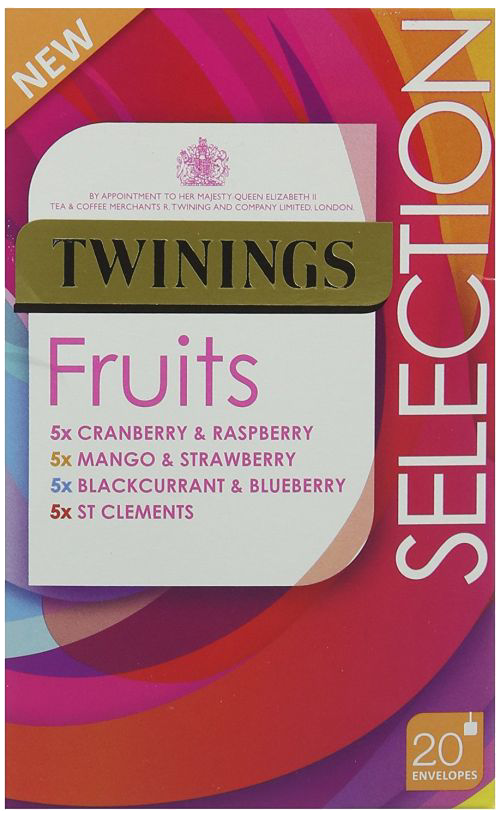 NEW
SELECTION
BY APPOINTMENT TO HER MAJESTY QUEEN ELIZABETH II
TEA & COFFEE MERCHANTS R. TWINING AND COMPANY LIMITED. LONDON.
TWININGS
Fruits
5x CRANBERRY & RASPBERRY
5x MANGO & STRAWBERRY
5x BLACKCURRANT & BLUEBERRY
5x ST CLEMENTS
20
ENVELOPES